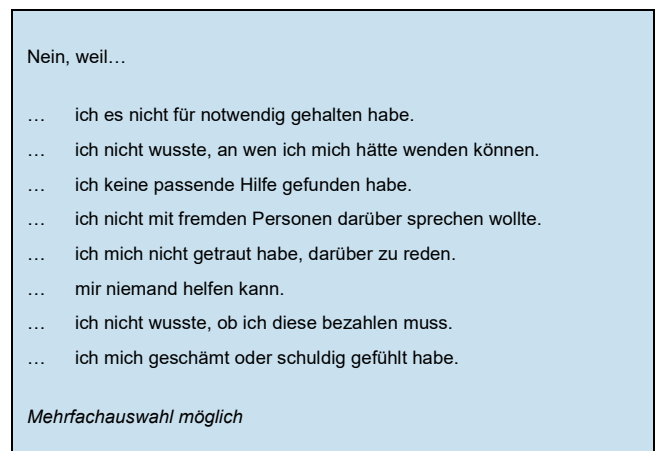 Nein, weil…
… ich es nicht für notwendig gehalten habe.
… ich nicht wusste, an wen ich mich hätte wenden können.
… ich keine passende Hilfe gefunden habe.
… ich nicht mit fremden Personen darüber sprechen wollte.
… ich mich nicht getraut habe, darüber zu reden.
… mir niemand helfen kann.
… ich nicht wusste, ob ich diese bezahlen muss.
… ich mich geschämt oder schuldig gefühlt habe.
Mehrfachauswahl möglich